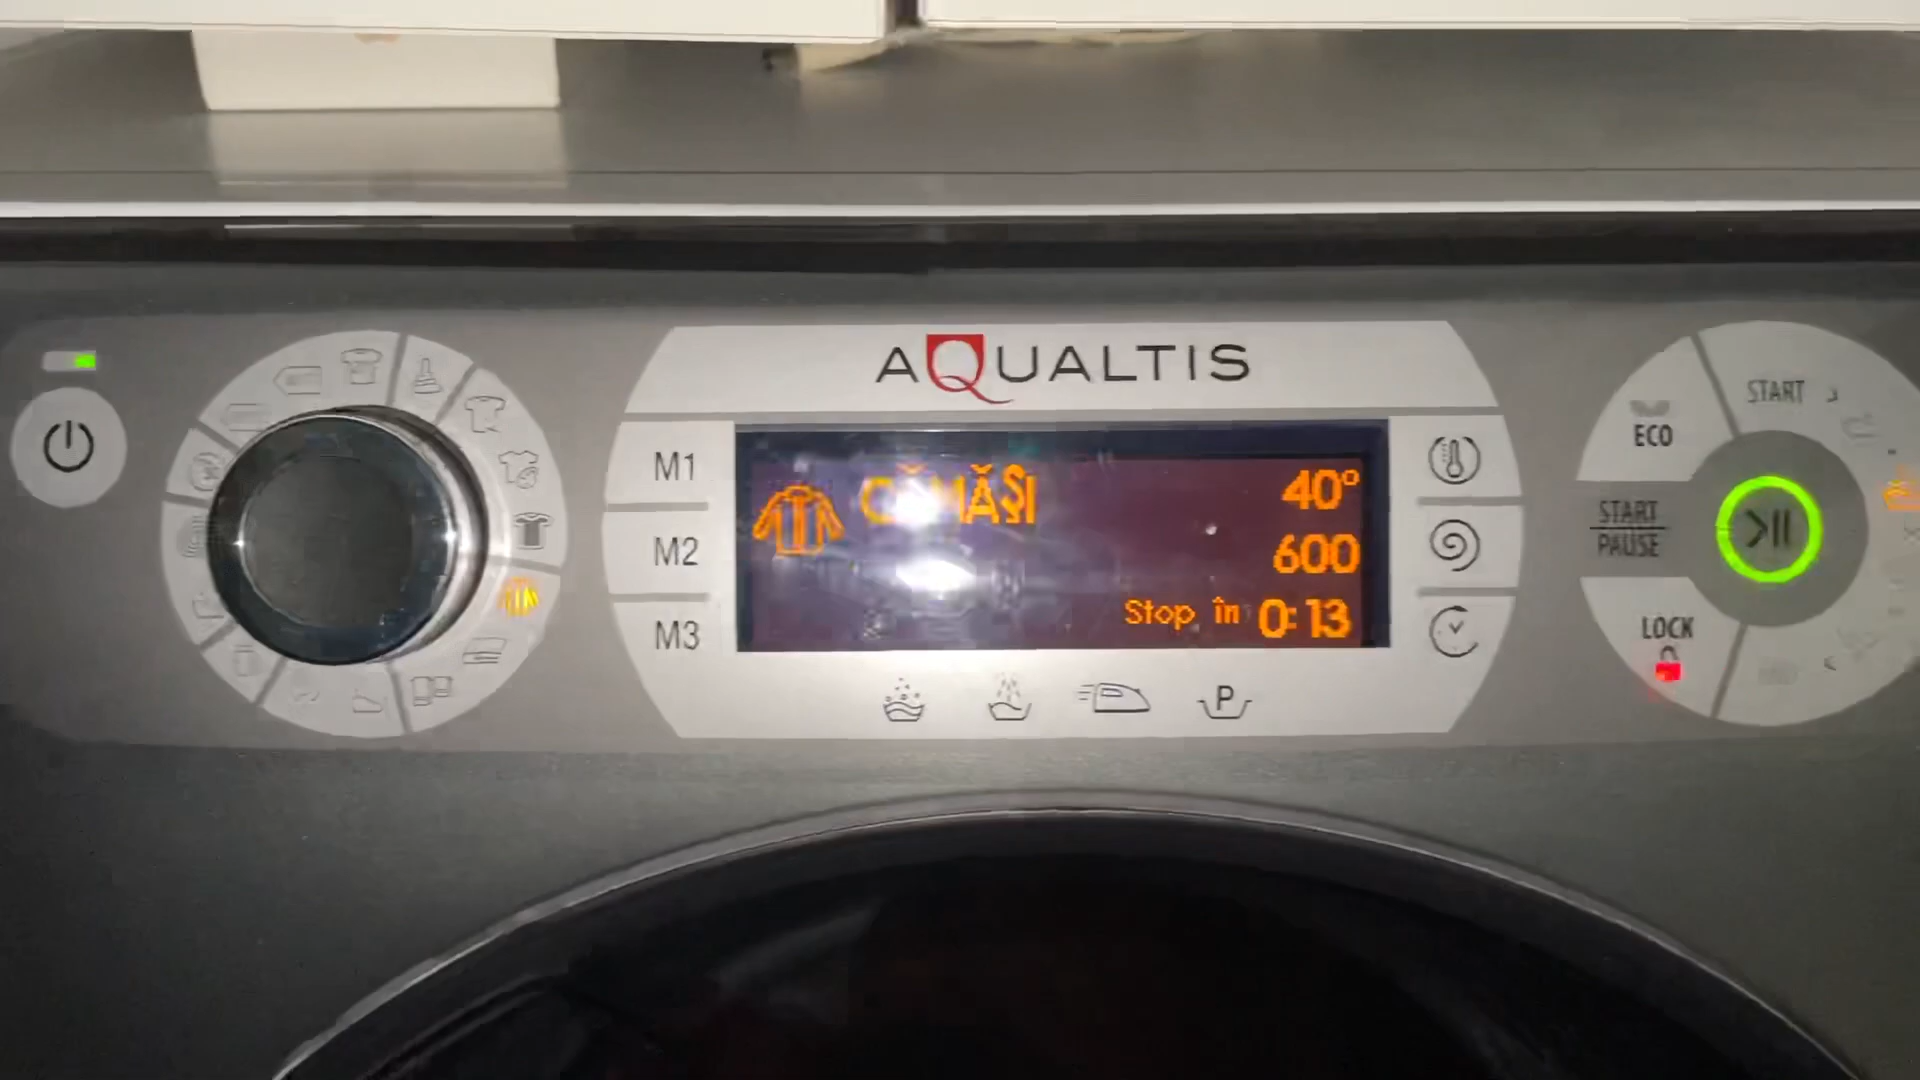 AQUALTIS
M1
M2
M3
CĂMĂȘI
40°
600
Stop în 0:13
P
ECO
START
START
PAUSE
LOCK